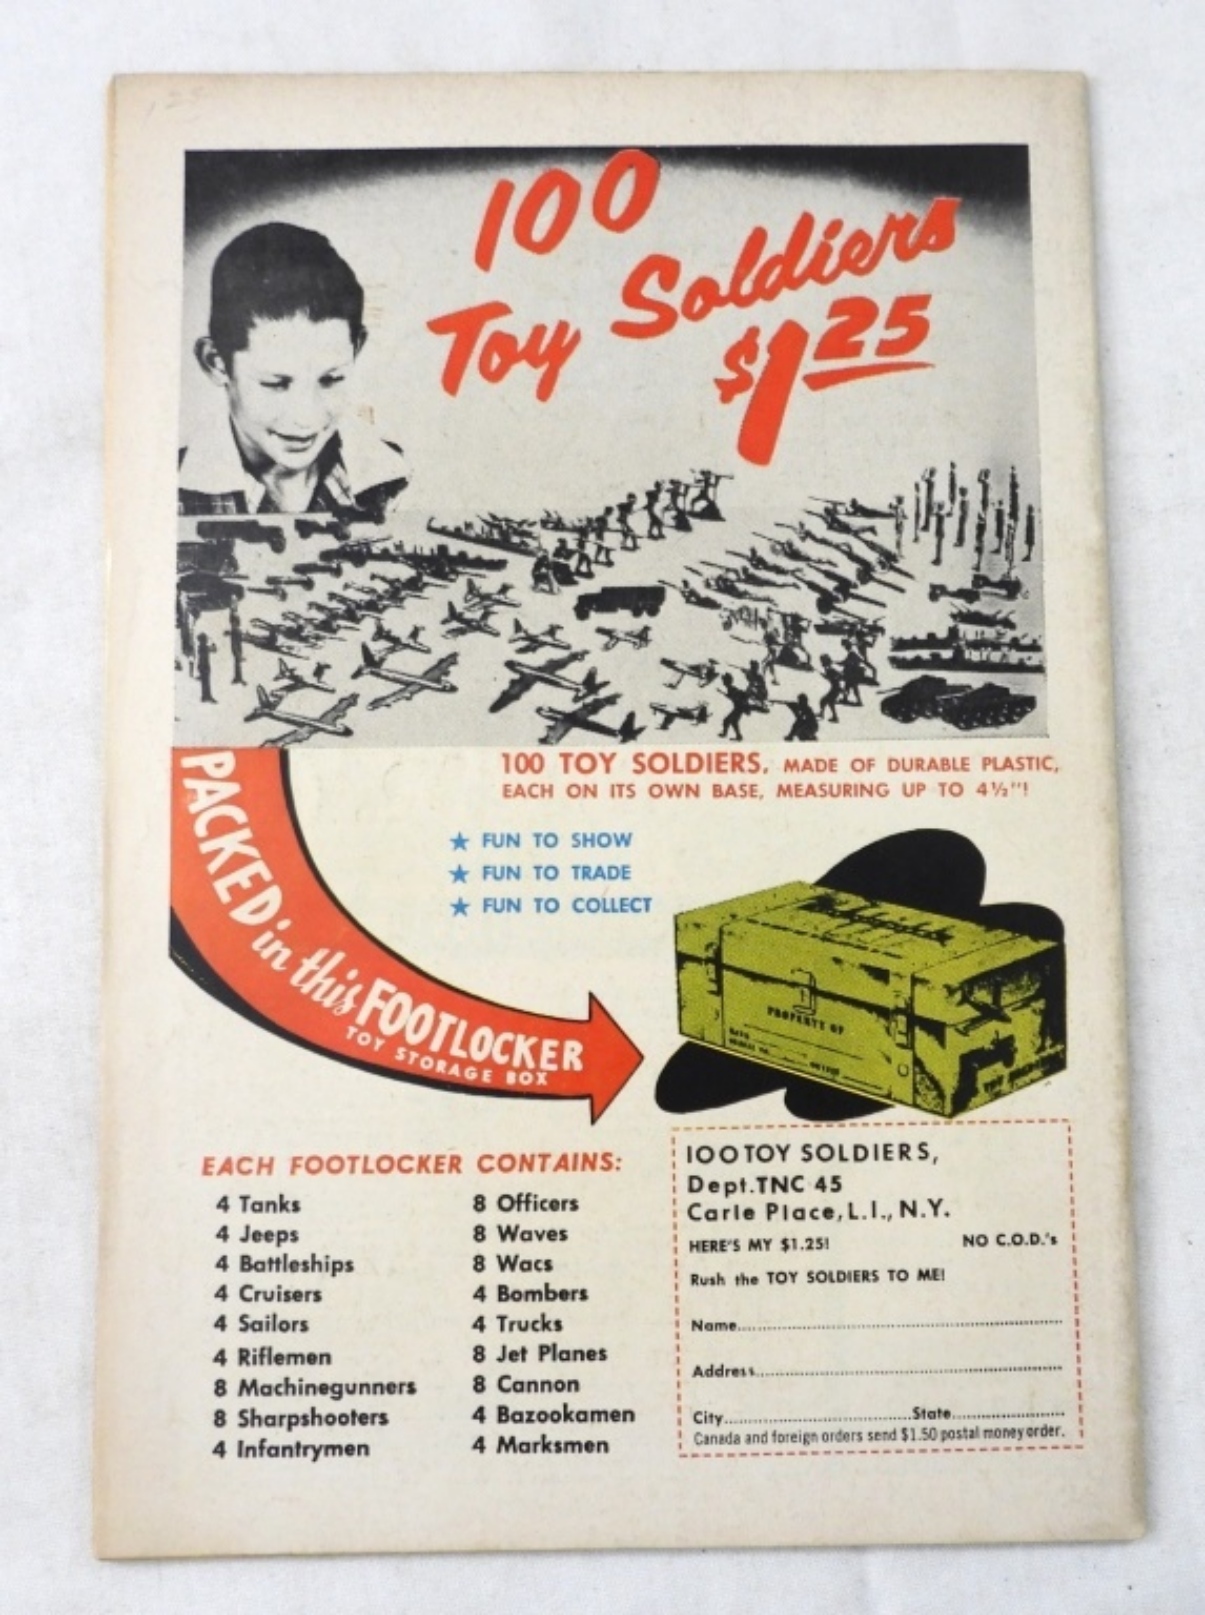 100
Toy Soldiers
$1.25
100 TOY SOLDIERS, MADE OF DURABLE PLASTIC,
EACH ON ITS OWN BASE, MEASURING UP TO 4½"!
★ FUN TO SHOW
★ FUN TO TRADE
★ FUN TO COLLECT
PACKED in this FOOTLOCKER
TOY STORAGE BOX
PROPERTY OF
EACH FOOTLOCKER CONTAINS:
4 Tanks
4 Jeeps
4 Battleships
4 Cruisers
4 Sailors
4 Riflemen
8 Machinegunners
8 Sharpshooters
4 Infantrymen
8 Officers
8 Waves
8 Wacs
4 Bombers
4 Trucks
8 Jet Planes
8 Cannon
4 Bazookamen
4 Marksmen
100 TOY SOLDIERS,
Dept. TNC 45
Carle Place, L.I., N.Y.
HERE'S MY $1.25! NO C.O.D.'s
Rush the TOY SOLDIERS TO ME!
Name
Address
City State
Canada and foreign orders send $1.50 postal money order.